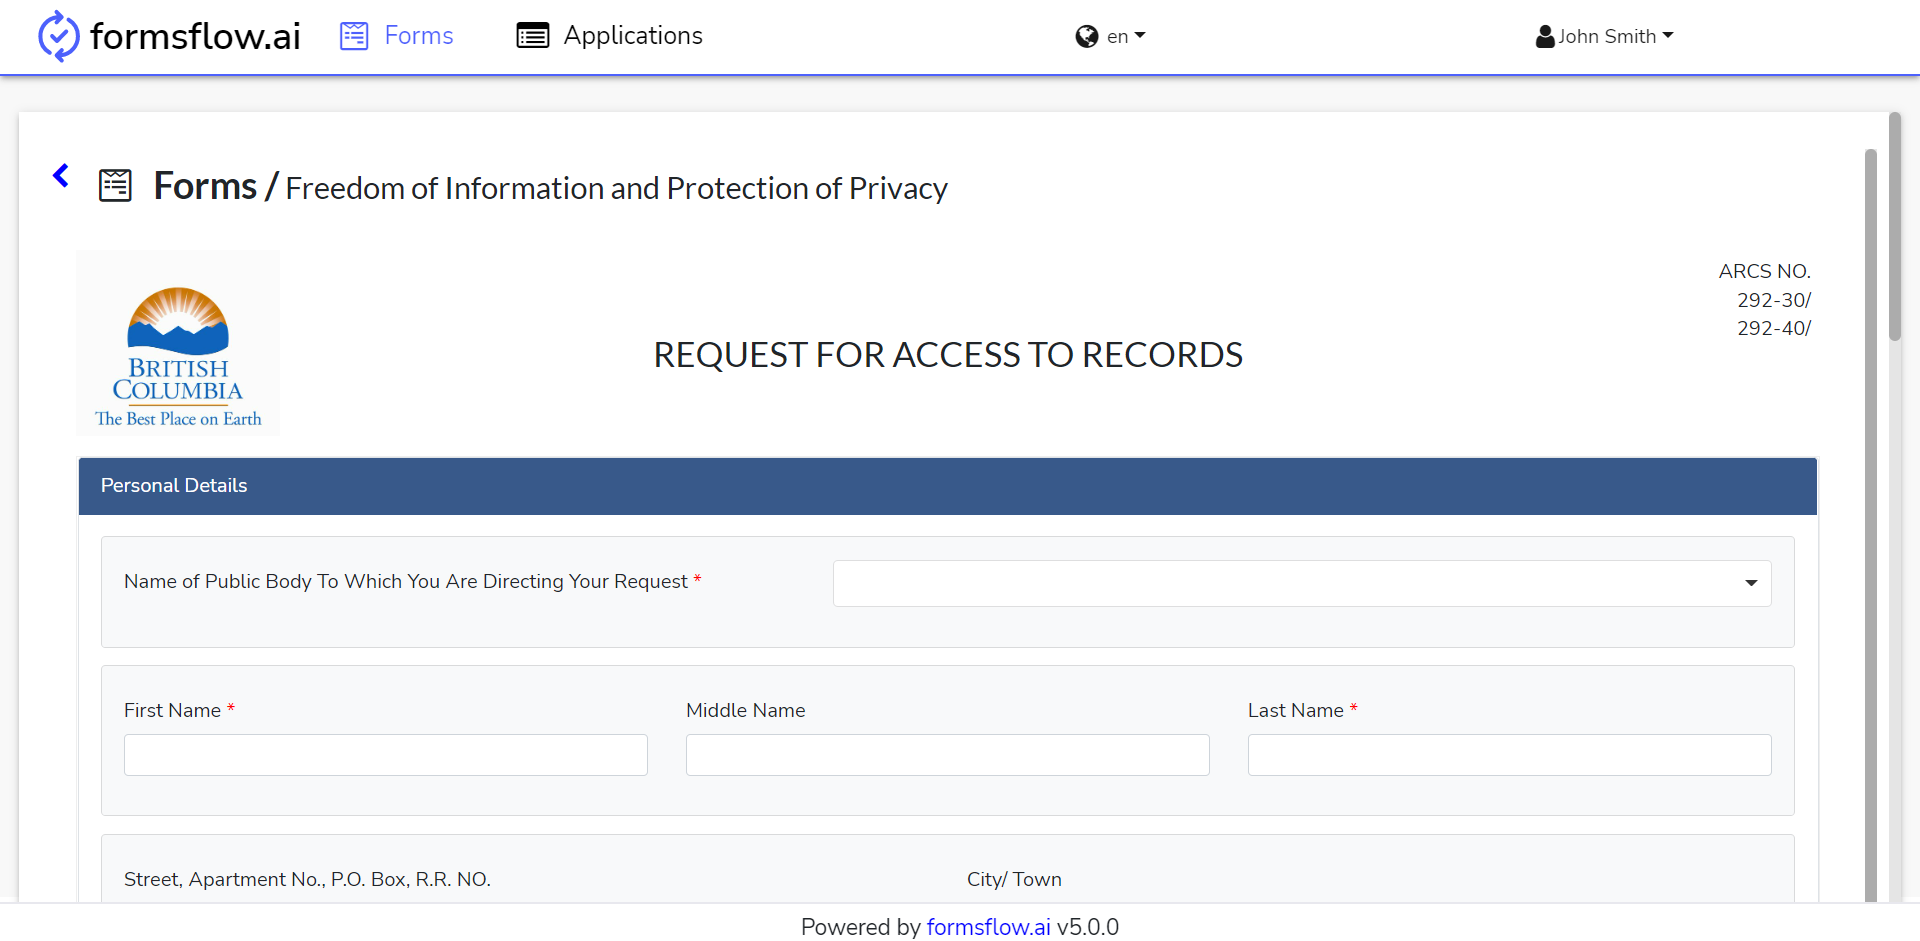 formsflow.ai Forms Applications en John Smith
Forms / Freedom of Information and Protection of Privacy
ARCS NO.
292-30/
292-40/
BRITISH
COLUMBIA
The Best Place on Earth
REQUEST FOR ACCESS TO RECORDS
Personal Details
Name of Public Body To Which You Are Directing Your Request *
First Name * Middle Name Last Name *
Street, Apartment No., P.O. Box, R.R. NO. City/ Town
Powered by formsflow.ai v5.0.0